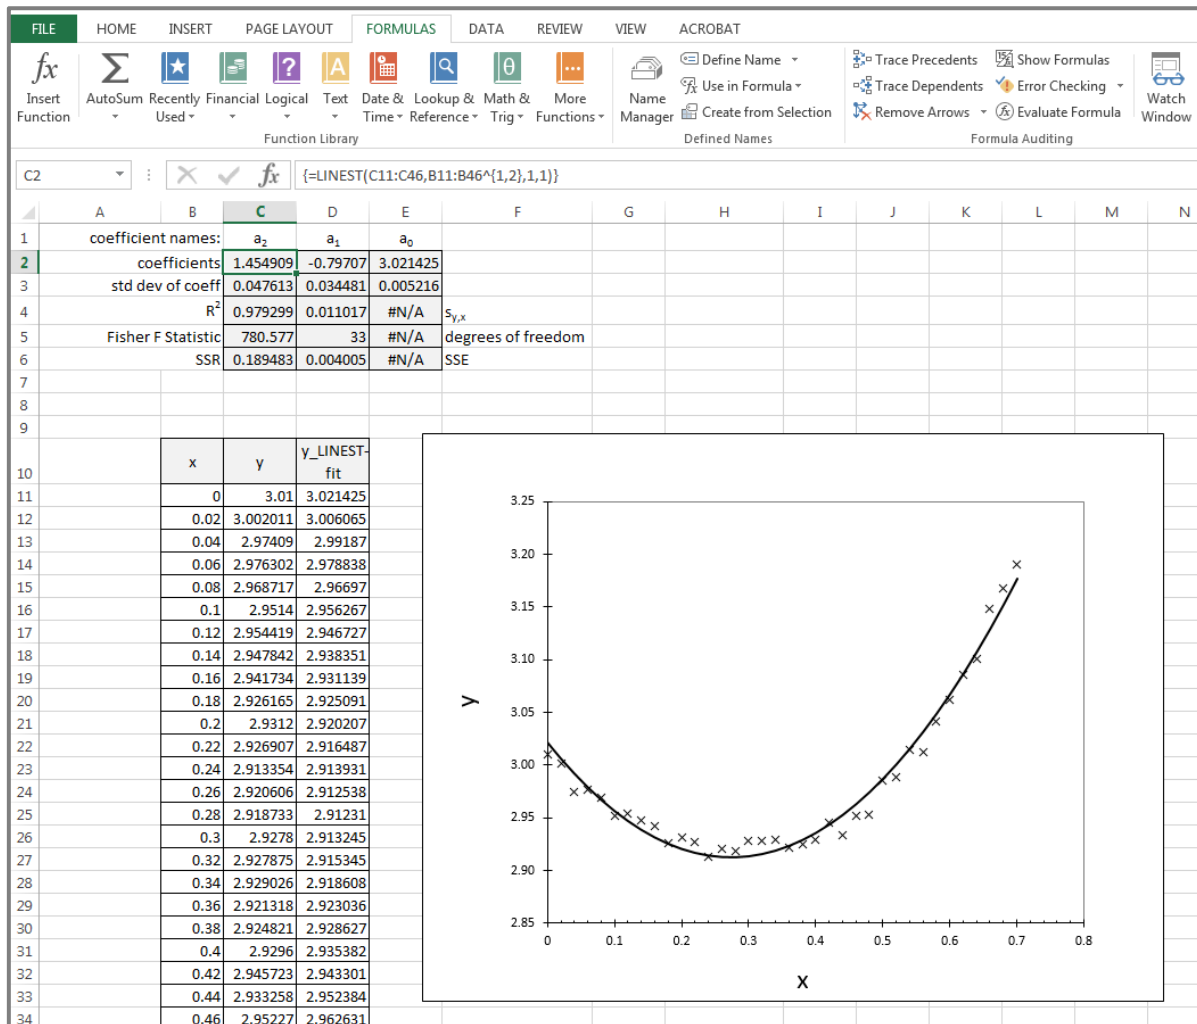 FILE HOME INSERT PAGE LAYOUT FORMULAS DATA REVIEW VIEW ACROBAT
fx Insert Function
Σ AutoSum
Recently Used
Financial
Logical
Text
Date & Time
Lookup & Reference
Math & Trig
More Functions
Function Library
Name Manager
Define Name
Use in Formula
Create from Selection
Defined Names
Trace Precedents
Trace Dependents
Remove Arrows
Show Formulas
Error Checking
Evaluate Formula
Formula Auditing
Watch Window
C2 fx {=LINEST(C11:C46,B11:B46^{1,2},1,1)}
A B C D E F G H I J K L M N
1 coefficient names: a2 a1 a0
2 coefficients 1.454909 -0.79707 3.021425
3 std dev of coeff 0.047613 0.034481 0.005216
4 R2 0.979299 0.011017 #N/A sy,x
5 Fisher F Statistic 780.577 33 #N/A degrees of freedom
6 SSR 0.189483 0.004005 #N/A SSE
7
8
9
10 x y y_LINEST-fit
11 0 3.01 3.021425
12 0.02 3.002011 3.006065
13 0.04 2.97409 2.99187
14 0.06 2.976302 2.978838
15 0.08 2.968717 2.96697
16 0.1 2.9514 2.956267
17 0.12 2.954419 2.946727
18 0.14 2.947842 2.938351
19 0.16 2.941734 2.931139
20 0.18 2.926165 2.925091
21 0.2 2.9312 2.920207
22 0.22 2.926907 2.916487
23 0.24 2.913354 2.913931
24 0.26 2.920606 2.912538
25 0.28 2.918733 2.91231
26 0.3 2.9278 2.913245
27 0.32 2.927875 2.915345
28 0.34 2.929026 2.918608
29 0.36 2.921318 2.923036
30 0.38 2.924821 2.928627
31 0.4 2.9296 2.935382
32 0.42 2.945723 2.943301
33 0.44 2.933258 2.952384
34 0.46 2.95227 2.962631
3.25
3.20
3.15
3.10
3.05
3.00
2.95
2.90
2.85
y
0 0.1 0.2 0.3 0.4 0.5 0.6 0.7 0.8
x